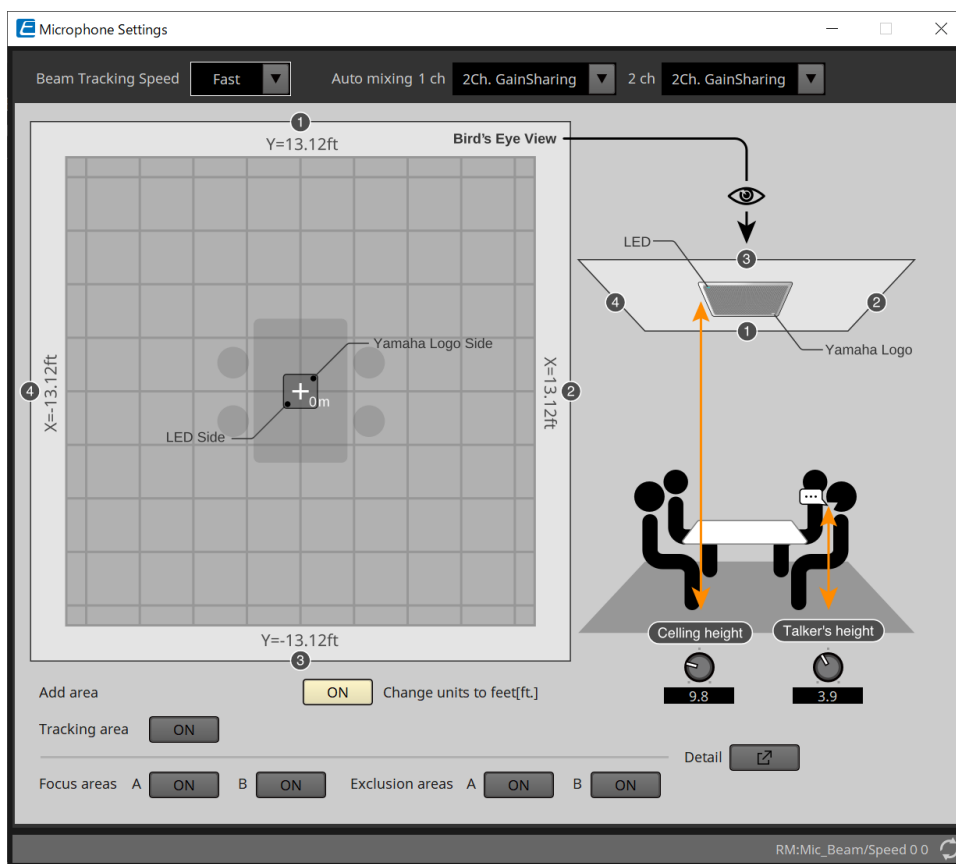 Microphone Settings
Beam Tracking Speed Fast Auto mixing 1 ch 2Ch. GainSharing 2 ch 2Ch. GainSharing
1
Y=13.12ft
Bird's Eye View
LED
3
4
2
1
Yamaha Logo
Yamaha Logo Side
4
X=-13.12ft
0m
X=13.12ft
2
LED Side
Y=-13.12ft
3
Celling height
Talker's height
9.8
3.9
Add area ON Change units to feet[ft.]
Tracking area ON
Detail
Focus areas A ON B ON Exclusion areas A ON B ON
RM:Mic_Beam/Speed 0 0